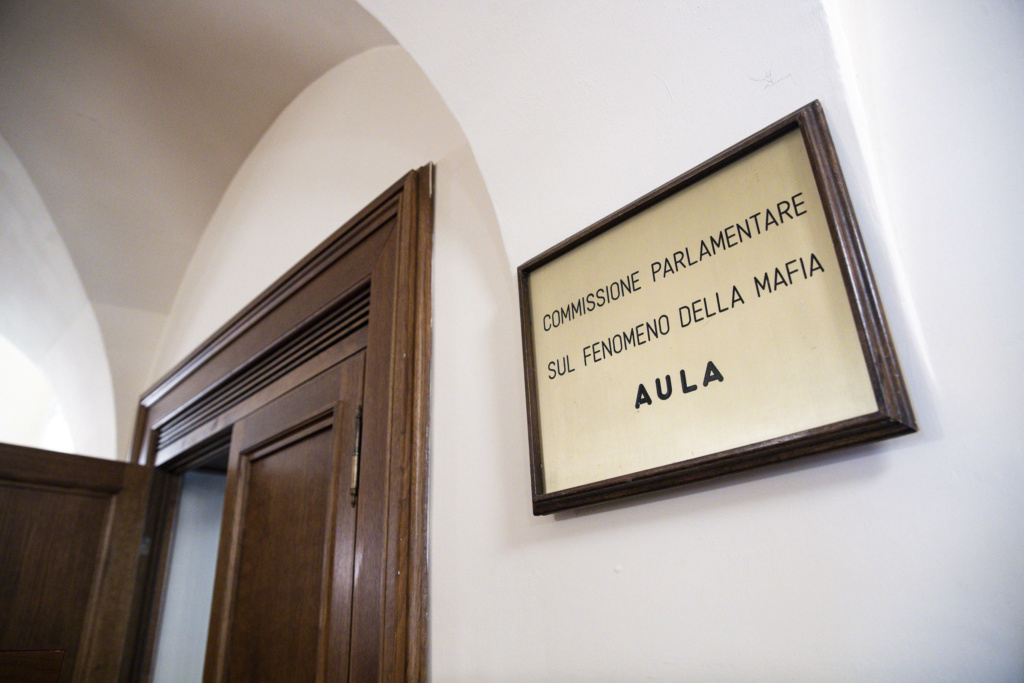 COMMISSIONE PARLAMENTARE
SUL FENOMENO DELLA MAFIA
AULA